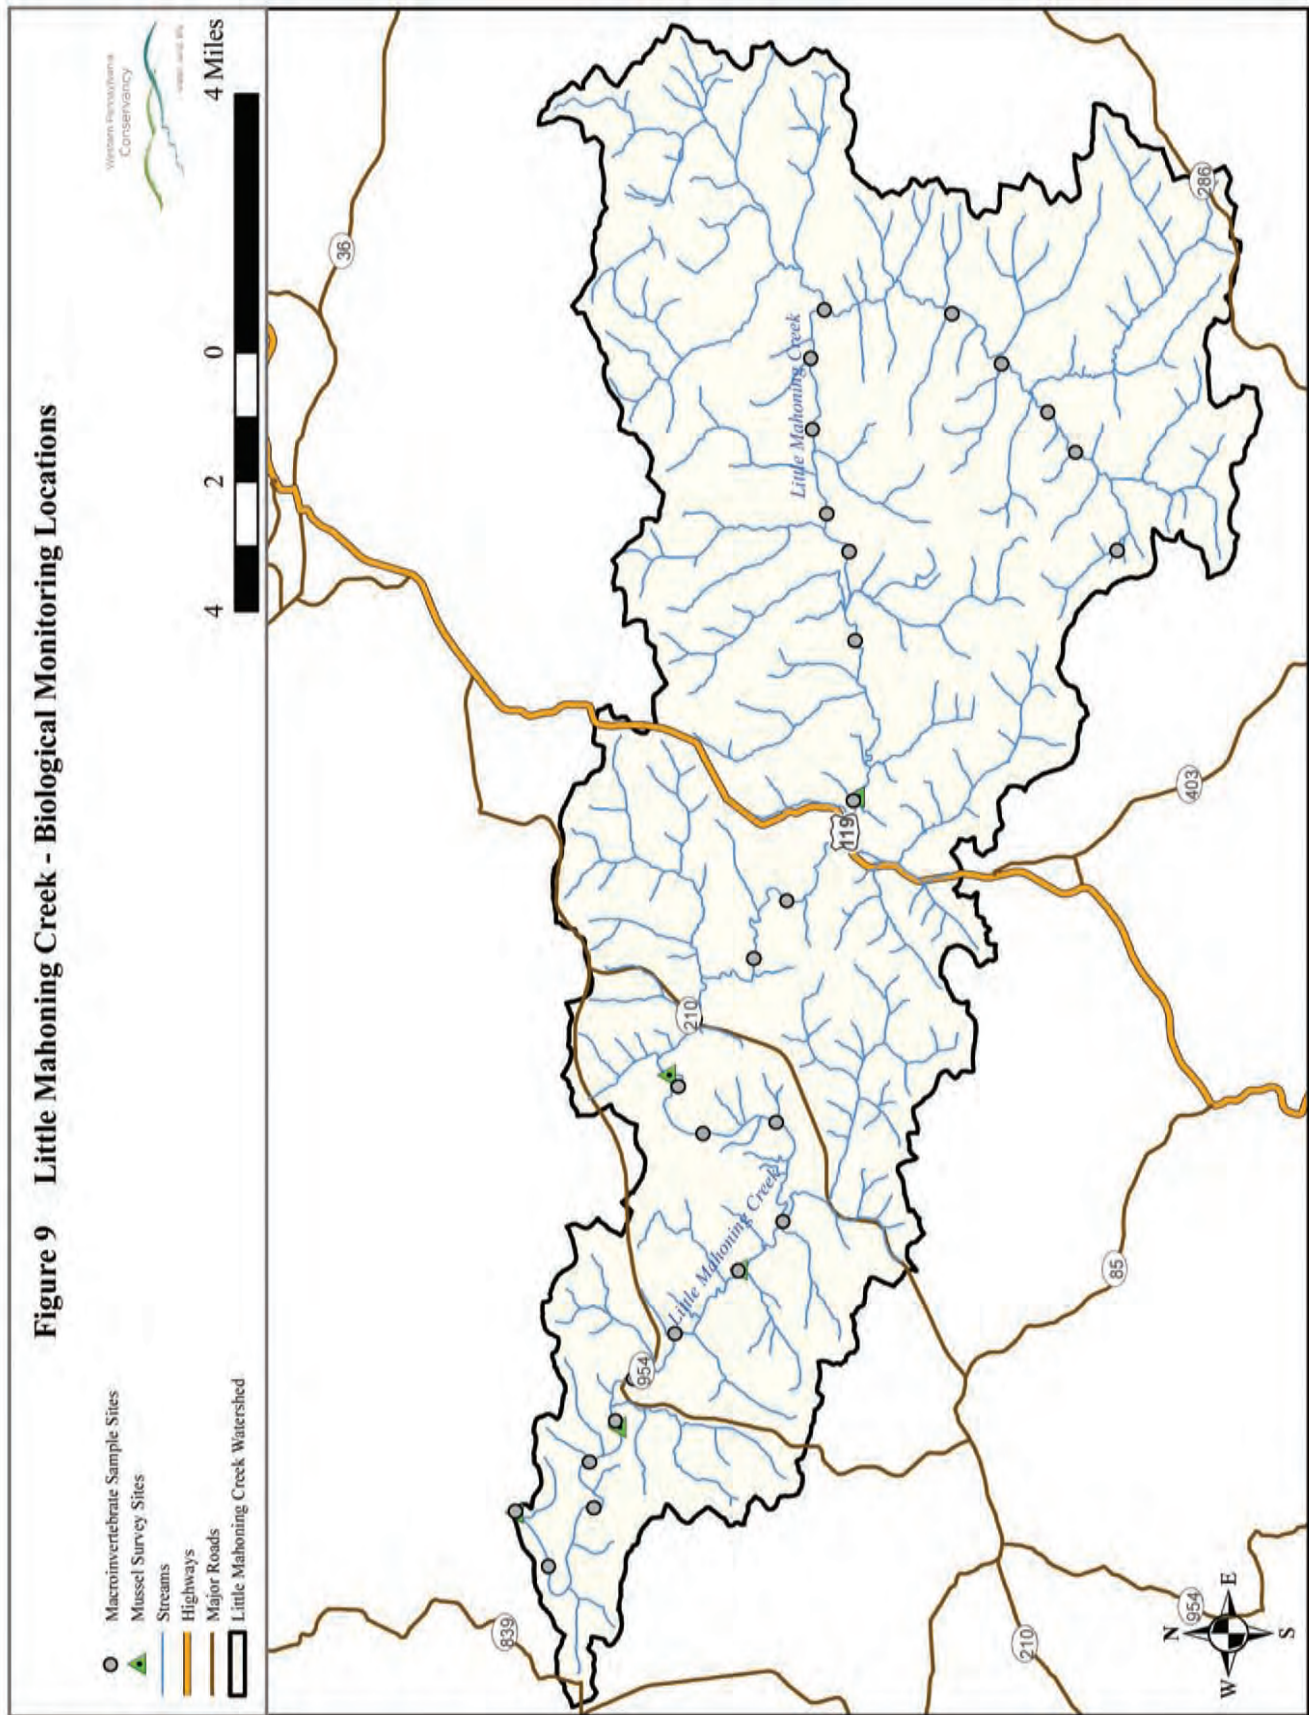 Figure 9 Little Mahoning Creek - Biological Monitoring Locations
Macroinvertebrate Sample Sites
Mussel Survey Sites
Streams
Highways
Major Roads
Little Mahoning Creek Watershed
4 2 0 4 Miles
Western Pennsylvania
Conservancy
36
839
954
210
119
Little Mahoning Creek
Little Mahoning Creek
286
403
85
954
210
N
W E
S